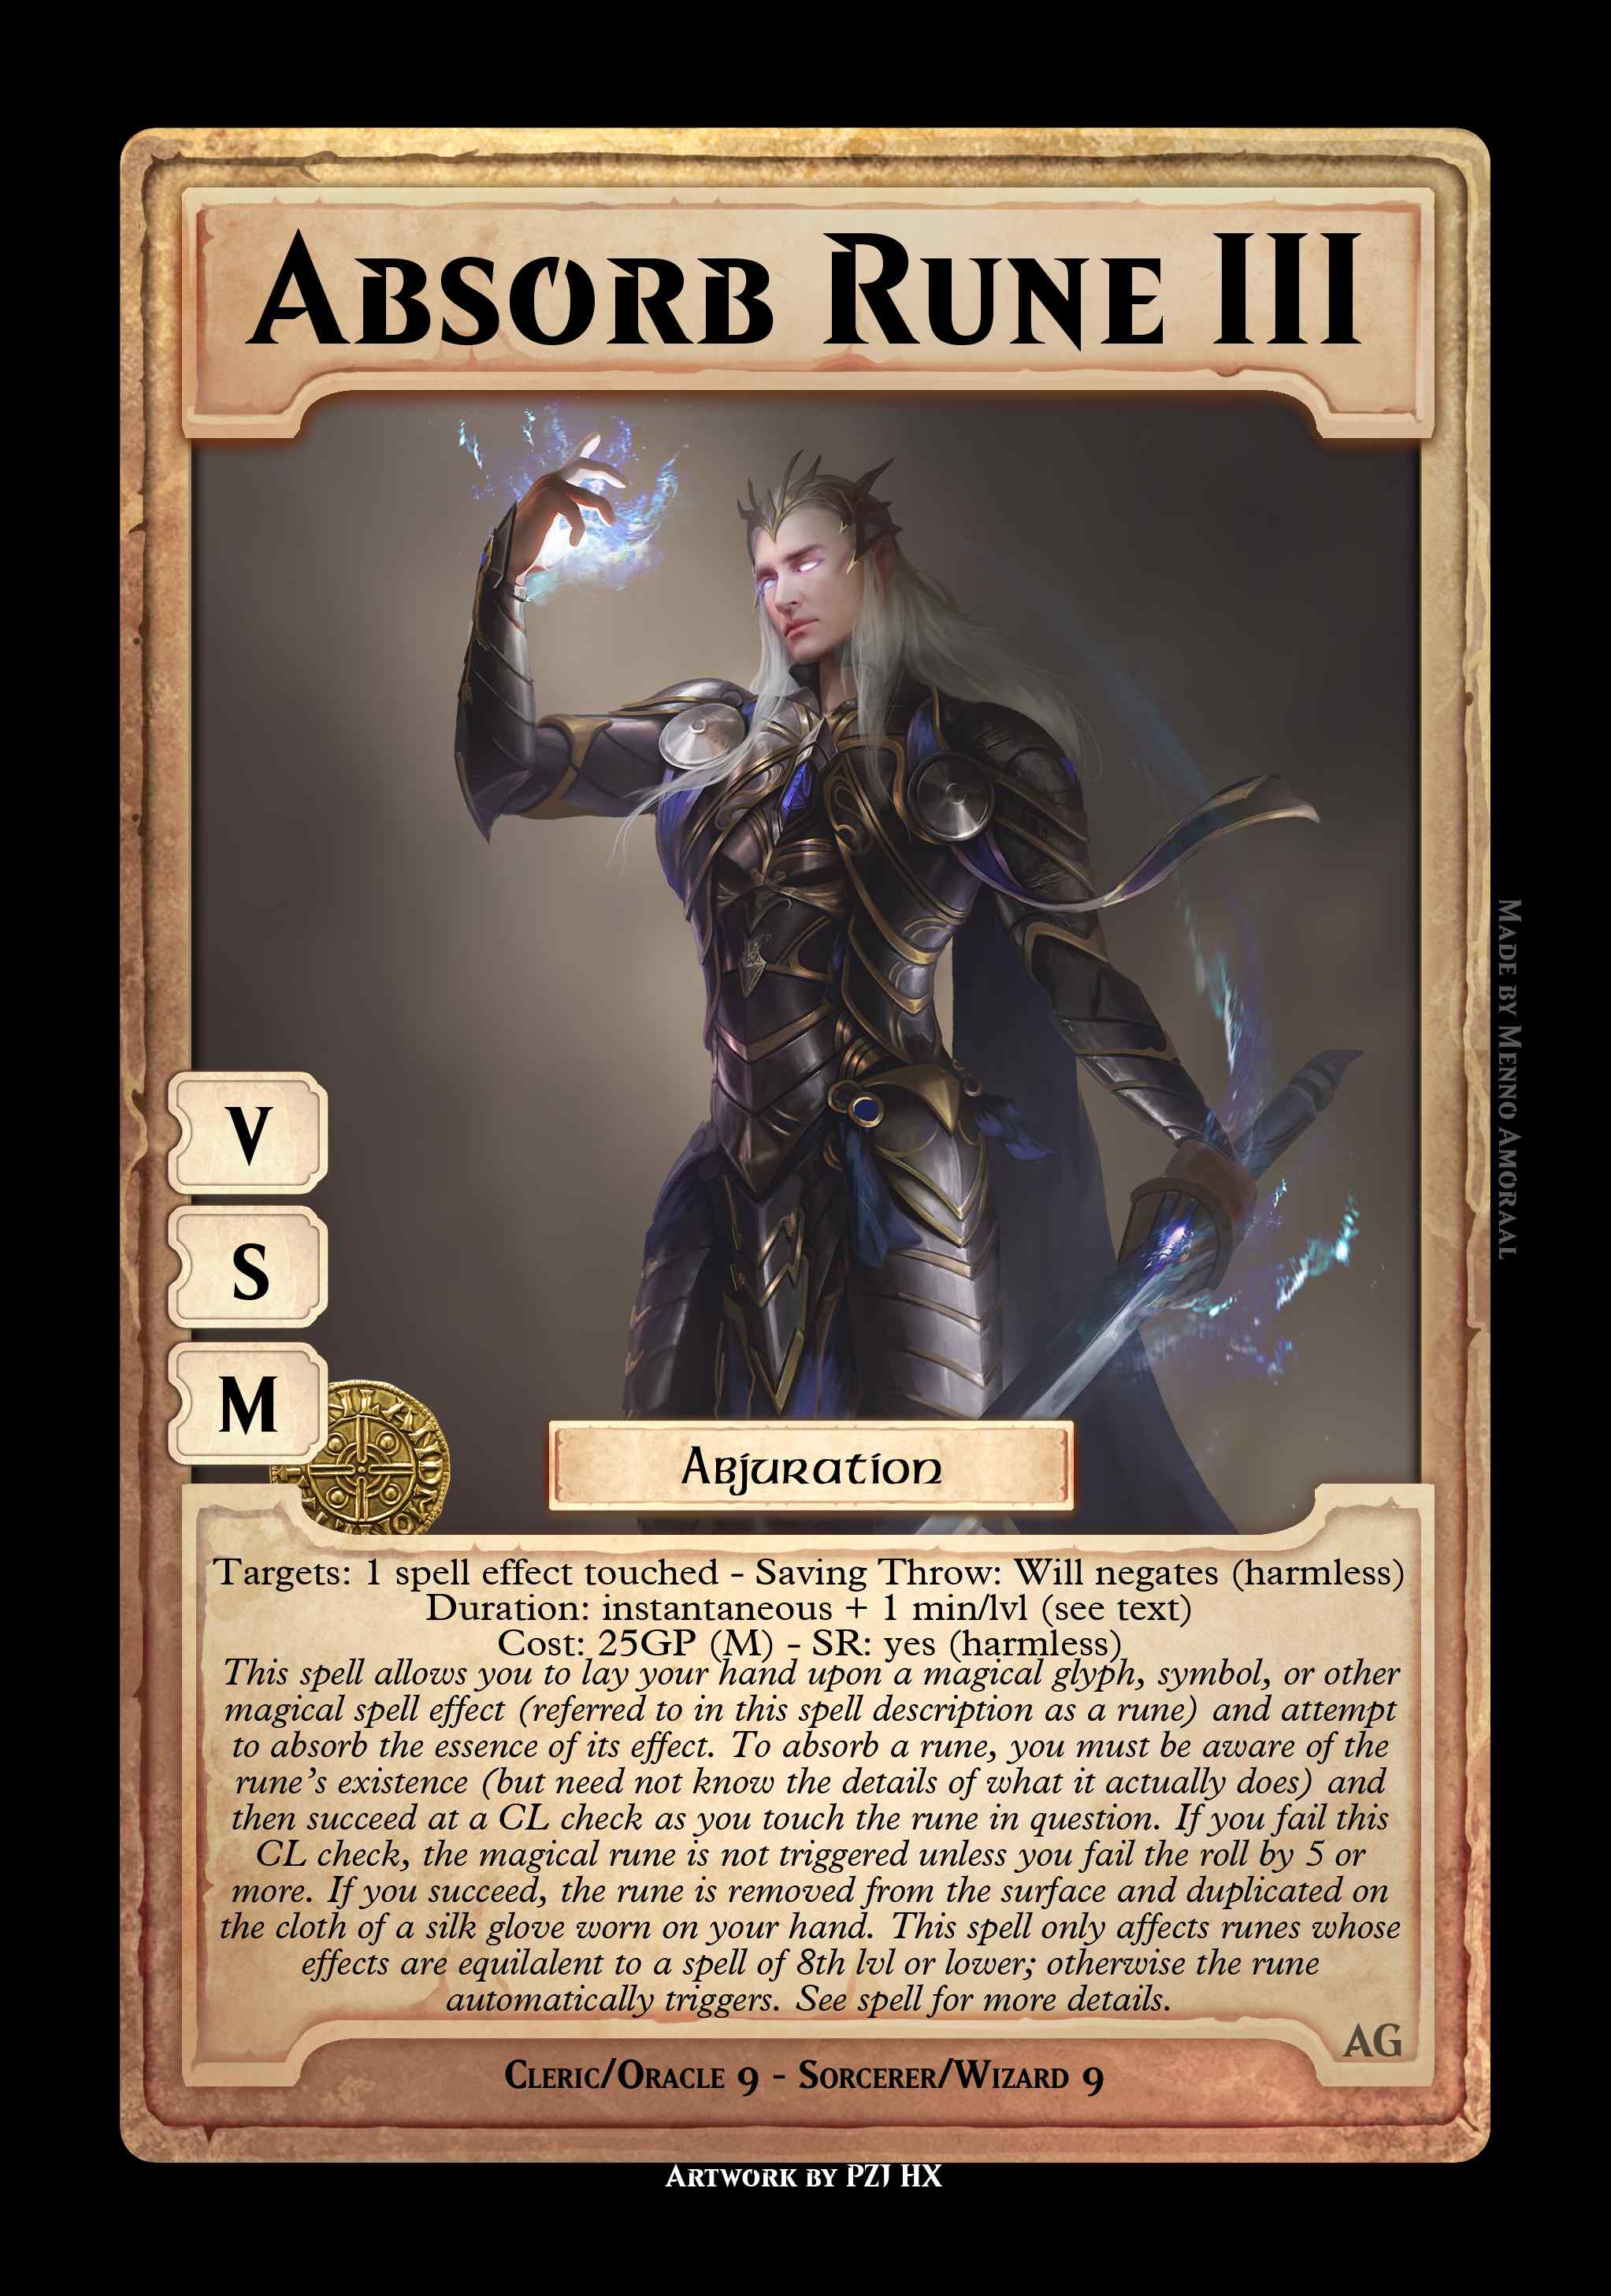 Absorb Rune III
V
S
M
Abjuration
Targets: 1 spell effect touched - Saving Throw: Will negates (harmless)
Duration: instantaneous + 1 min/lvl (see text)
Cost: 25GP (M) - SR: yes (harmless)
This spell allows you to lay your hand upon a magical glyph, symbol, or other
magical spell effect (referred to in this spell description as a rune) and attempt
to absorb the essence of its effect. To absorb a rune, you must be aware of the
rune's existence (but need not know the details of what it actually does) and
then succeed at a CL check as you touch the rune in question. If you fail this
CL check, the magical rune is not triggered unless you fail the roll by 5 or
more. If you succeed, the rune is removed from the surface and duplicated on
the cloth of a silk glove worn on your hand. This spell only affects runes whose
effects are equilalent to a spell of 8th lvl or lower; otherwise the rune
automatically triggers. See spell for more details.
AG
Cleric/Oracle 9 - Sorcerer/Wizard 9
Artwork by PZJ HX
Made by Menno Amoraal